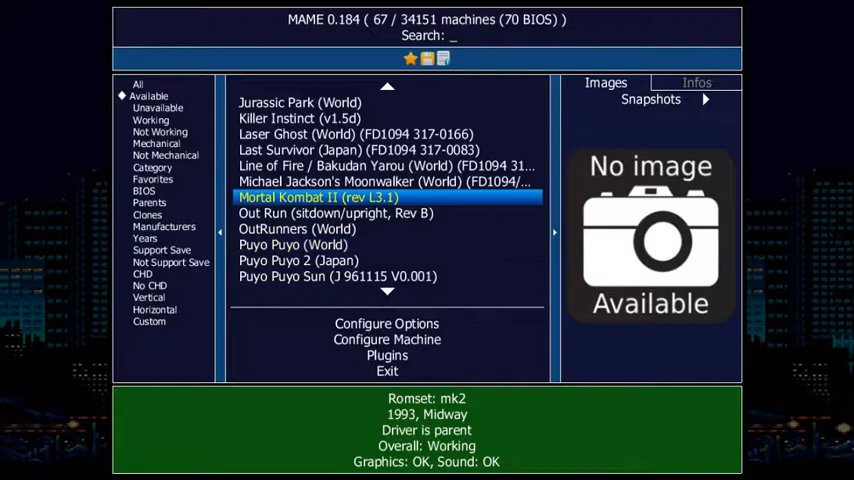 MAME 0.184 ( 67 / 34151 machines (70 BIOS) )
Search: _
All
Available
Unavailable
Working
Not Working
Mechanical
Not Mechanical
Category
Favorites
BIOS
Parents
Clones
Manufacturers
Years
Support Save
Not Support Save
CHD
No CHD
Vertical
Horizontal
Custom
Jurassic Park (World)
Killer Instinct (v1.5d)
Laser Ghost (World) (FD1094 317-0166)
Last Survivor (Japan) (FD1094 317-0083)
Line of Fire / Bakudan Yarou (World) (FD1094 31...
Michael Jackson's Moonwalker (World) (FD1094/...
Mortal Kombat II (rev L3.1)
Out Run (sitdown/upright, Rev B)
OutRunners (World)
Puyo Puyo (World)
Puyo Puyo 2 (Japan)
Puyo Puyo Sun (J 961115 V0.001)
Configure Options
Configure Machine
Plugins
Exit
Images
Infos
Snapshots
No image
Available
Romset: mk2
1993, Midway
Driver is parent
Overall: Working
Graphics: OK, Sound: OK